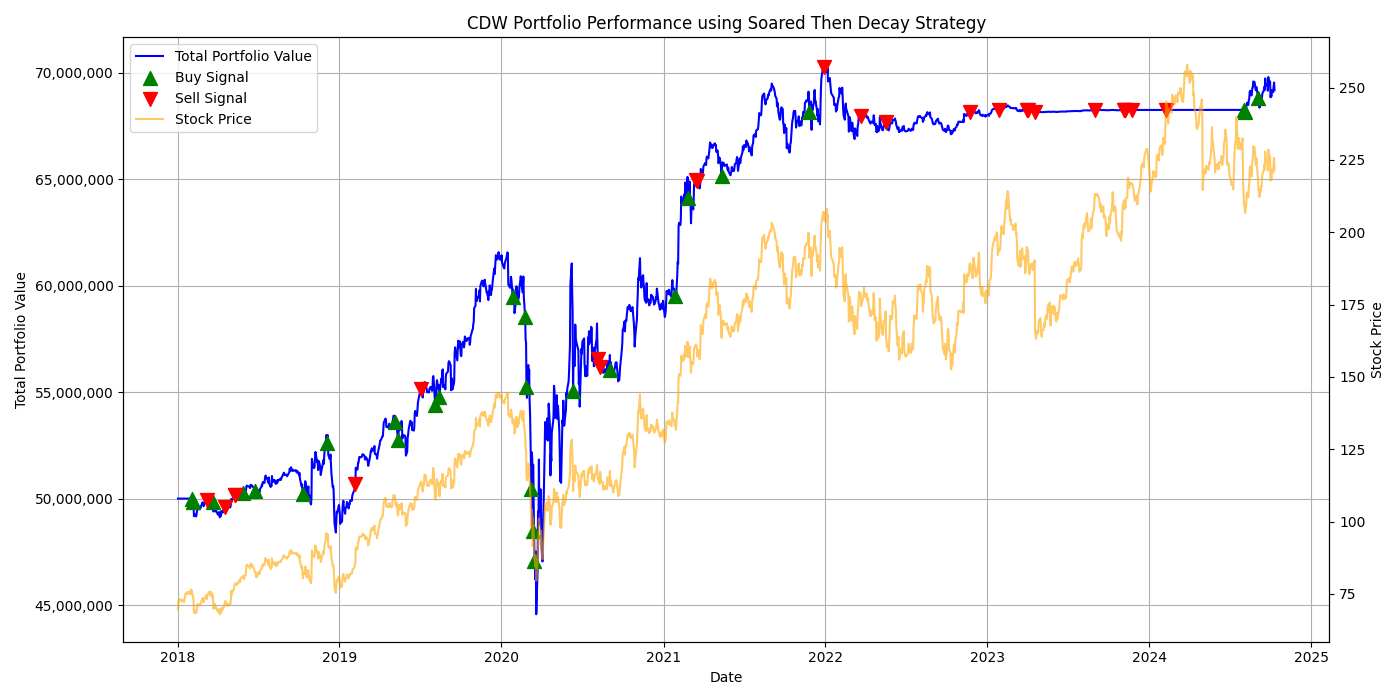 CDW Portfolio Performance using Soared Then Decay Strategy
Total Portfolio Value
Buy Signal
Sell Signal
Stock Price
70,000,000
65,000,000
60,000,000
55,000,000
50,000,000
45,000,000
Total Portfolio Value
250
225
200
175
150
125
100
75
Stock Price
2018 2019 2020 2021 2022 2023 2024 2025
Date